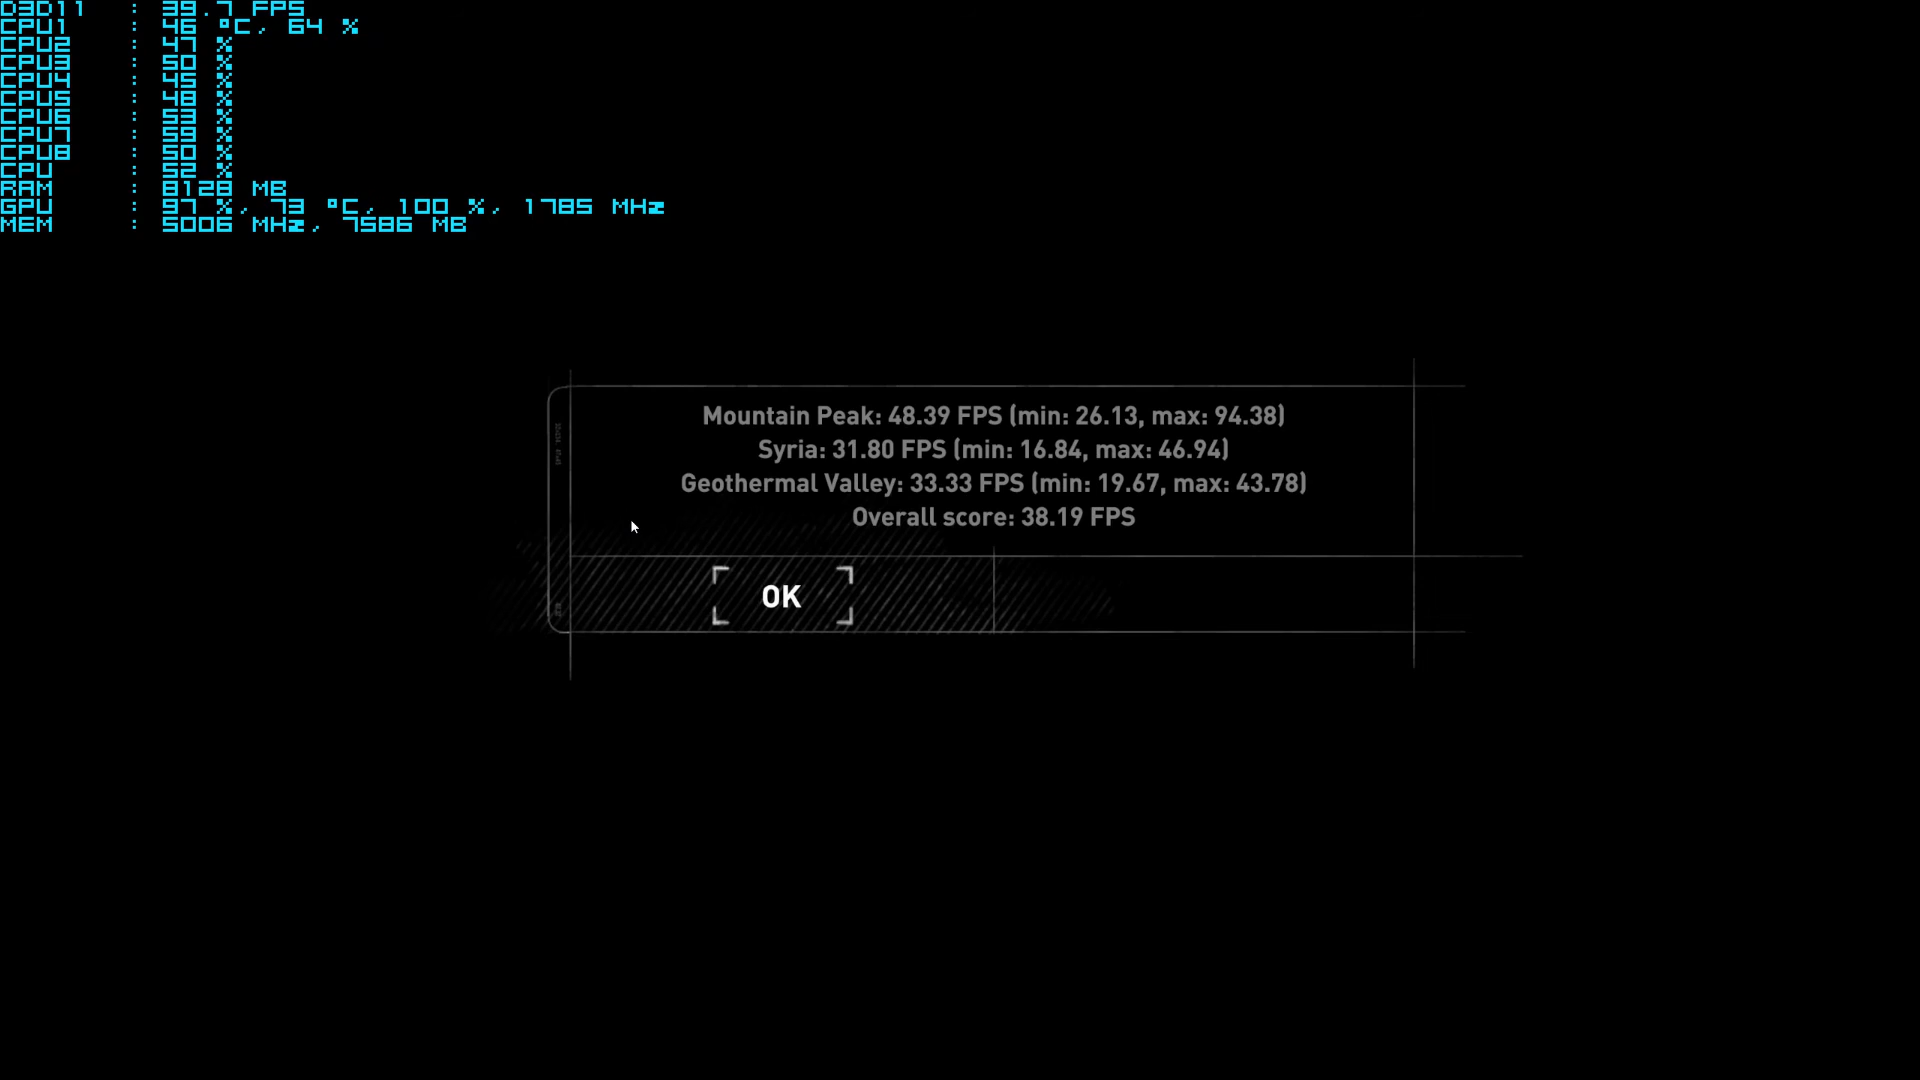 D3D11 : 39.7 FPS
CPU1 : 46 °C, 64 %
CPU2 : 47 %
CPU3 : 50 %
CPU4 : 45 %
CPU5 : 48 %
CPU6 : 53 %
CPU7 : 59 %
CPU8 : 50 %
CPU : 52 %
RAM : 8128 MB
GPU : 97 %, 73 °C, 100 %, 1785 MHz
MEM : 5006 MHz, 7586 MB
Mountain Peak: 48.39 FPS (min: 26.13, max: 94.38)
Syria: 31.80 FPS (min: 16.84, max: 46.94)
Geothermal Valley: 33.33 FPS (min: 19.67, max: 43.78)
Overall score: 38.19 FPS
OK